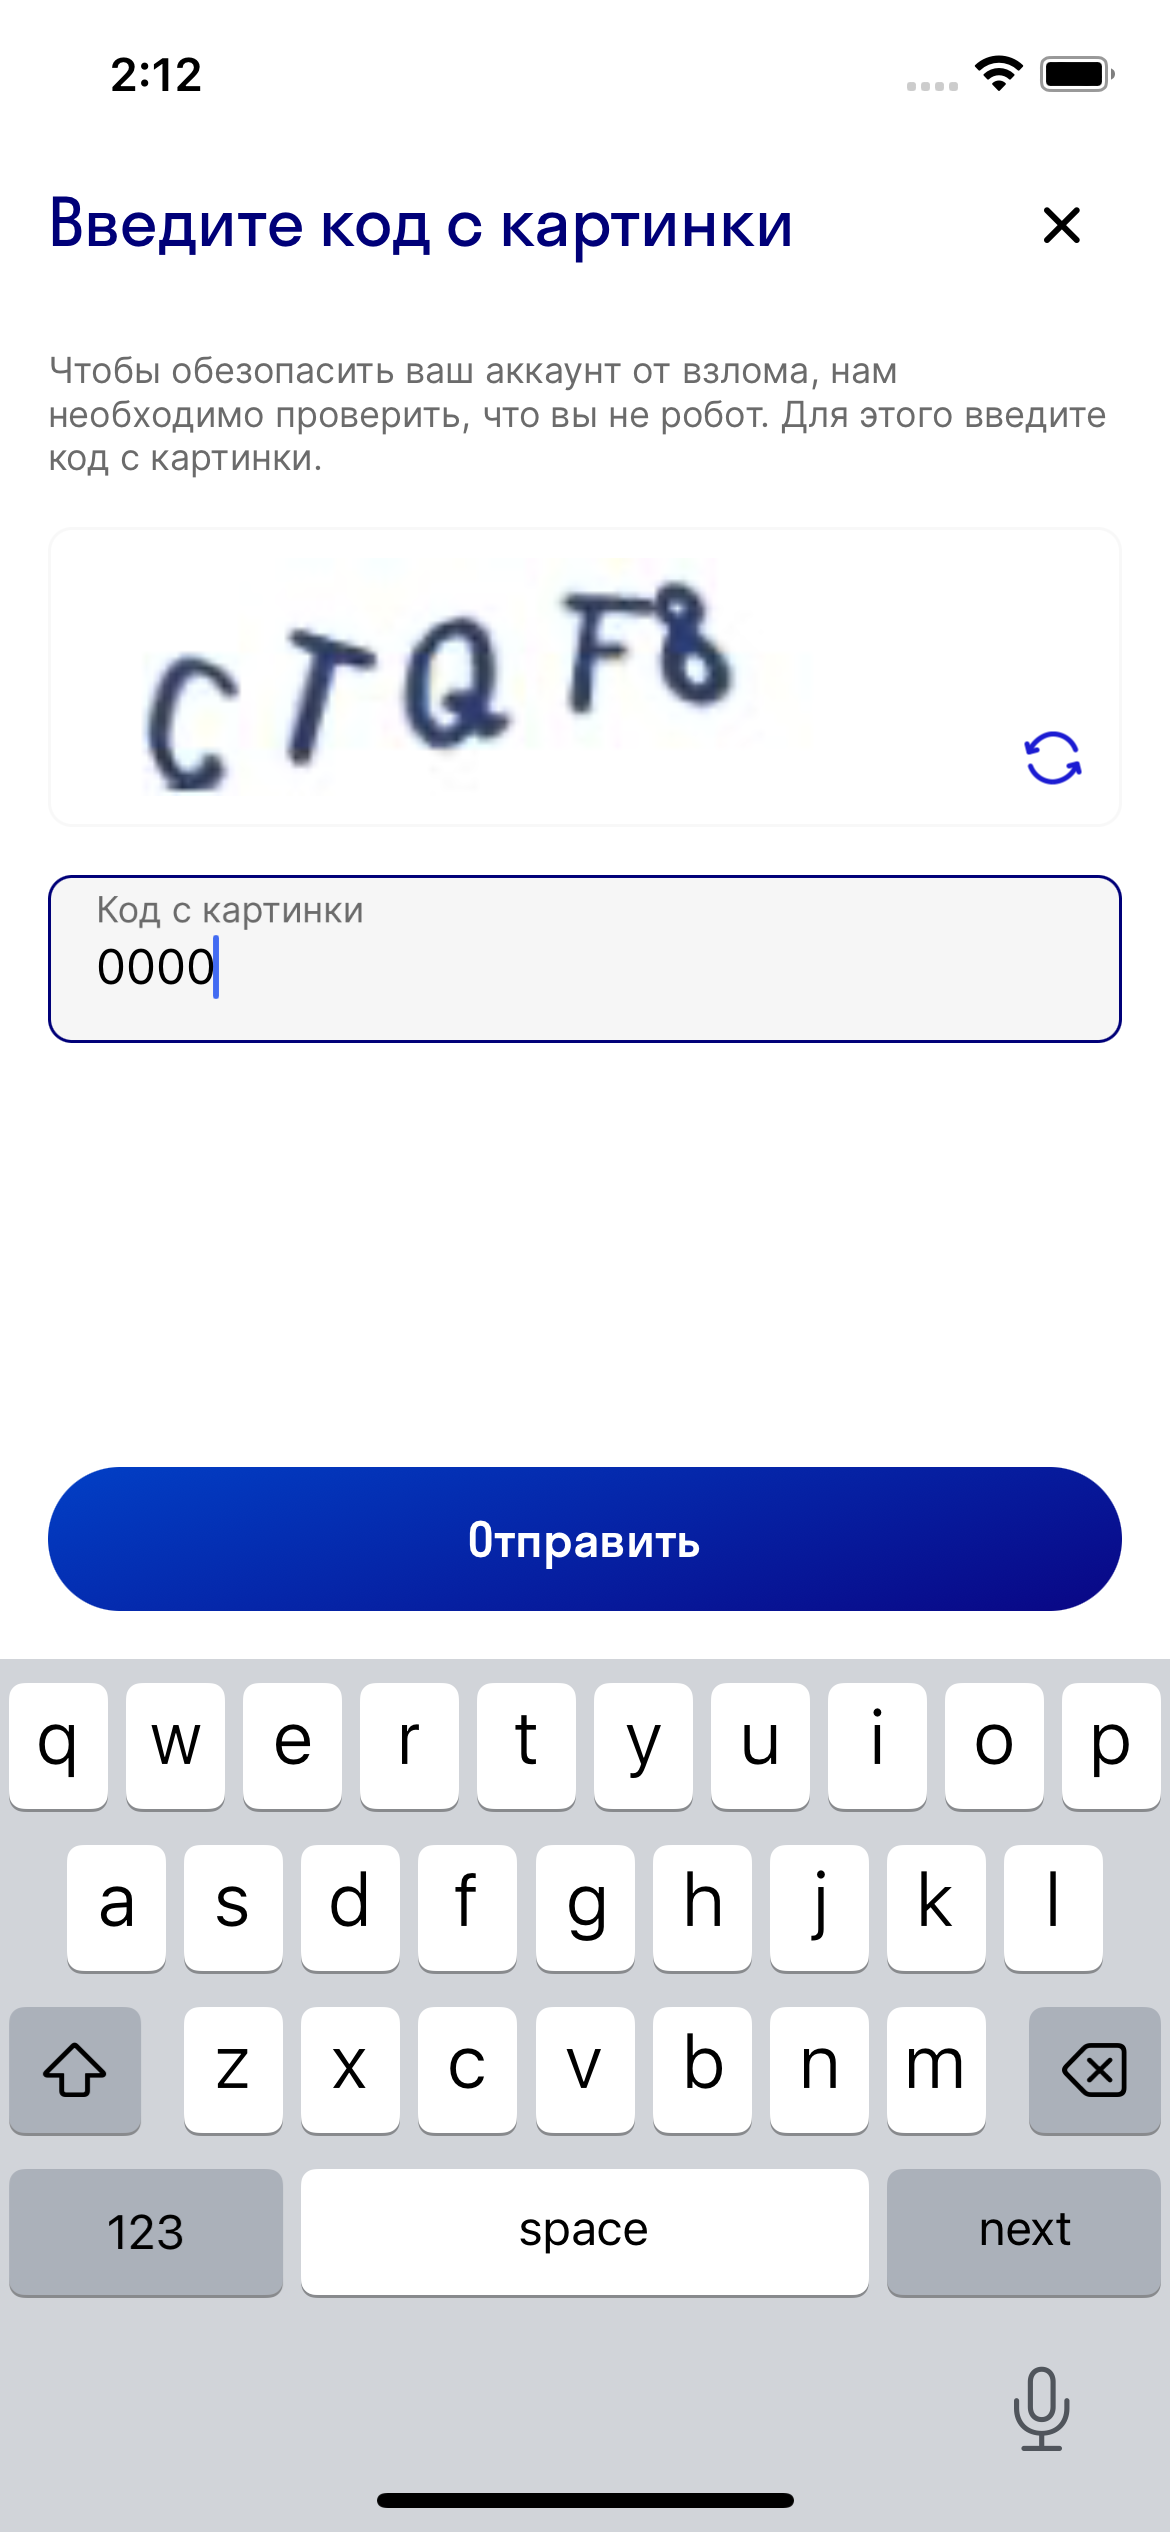 2:12
Введите код с картинки
Чтобы обезопасить ваш аккаунт от взлома, нам
необходимо проверить, что вы не робот. Для этого введите
код с картинки.
CTQF8
Код с картинки
0000
Отправить
q w e r t y u i o p
a s d f g h j k l
z x c v b n m
123 space next